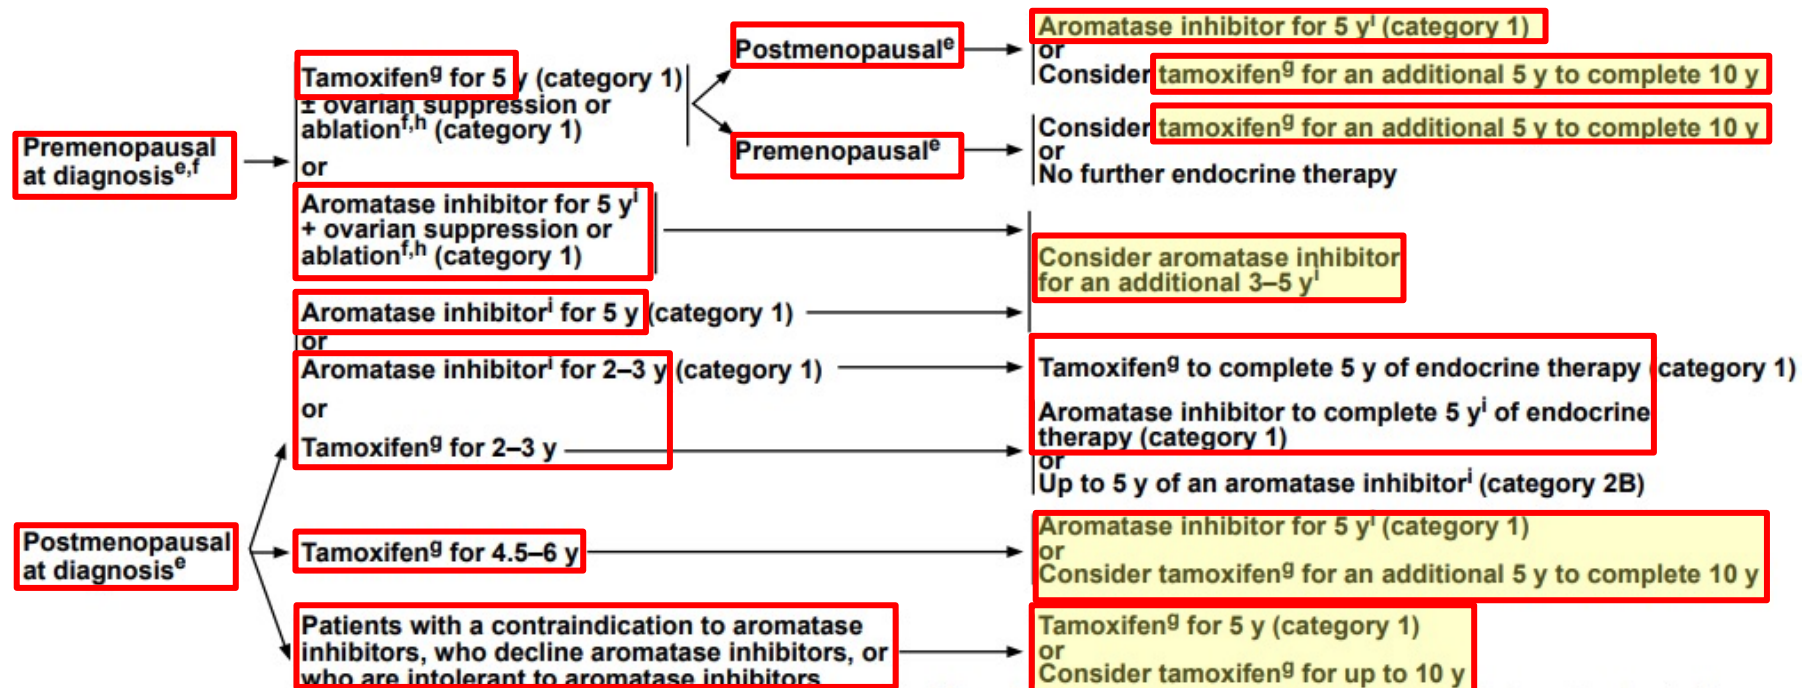 Premenopausal
at diagnosis^e,f
Tamoxifen^g for 5 y (category 1)
± ovarian suppression or
ablation^f,h (category 1)
or
Aromatase inhibitor for 5 y^i
+ ovarian suppression or
ablation^f,h (category 1)
Postmenopausal^e
Aromatase inhibitor for 5 y^i (category 1)
or
Consider tamoxifen^g for an additional 5 y to complete 10 y
Premenopausal^e
Consider tamoxifen^g for an additional 5 y to complete 10 y
or
No further endocrine therapy
Consider aromatase inhibitor
for an additional 3–5 y^i
Postmenopausal
at diagnosis^e
Aromatase inhibitor^i for 5 y (category 1)
or
Aromatase inhibitor^i for 2–3 y (category 1)
or
Tamoxifen^g for 2–3 y
Tamoxifen^g to complete 5 y of endocrine therapy (category 1)
Aromatase inhibitor to complete 5 y^i of endocrine
therapy (category 1)
or
Up to 5 y of an aromatase inhibitor^i (category 2B)
Tamoxifen^g for 4.5–6 y
Aromatase inhibitor for 5 y^i (category 1)
or
Consider tamoxifen^g for an additional 5 y to complete 10 y
Patients with a contraindication to aromatase
inhibitors, who decline aromatase inhibitors, or
who are intolerant to aromatase inhibitors
Tamoxifen^g for 5 y (category 1)
or
Consider tamoxifen^g for up to 10 y